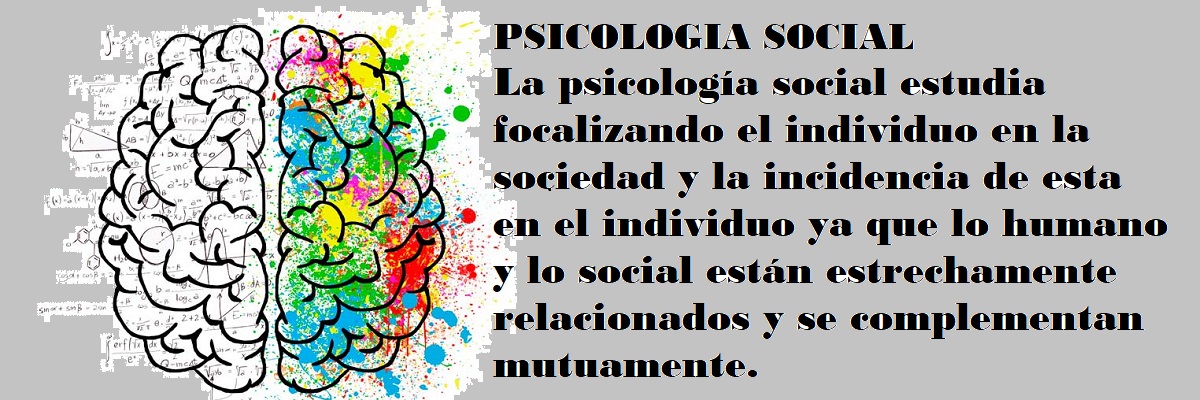 PSICOLOGIA SOCIAL
La psicología social estudia
focalizando el individuo en la
sociedad y la incidencia de esta
en el individuo ya que lo humano
y lo social están estrechamente
relacionados y se complementan
mutuamente.